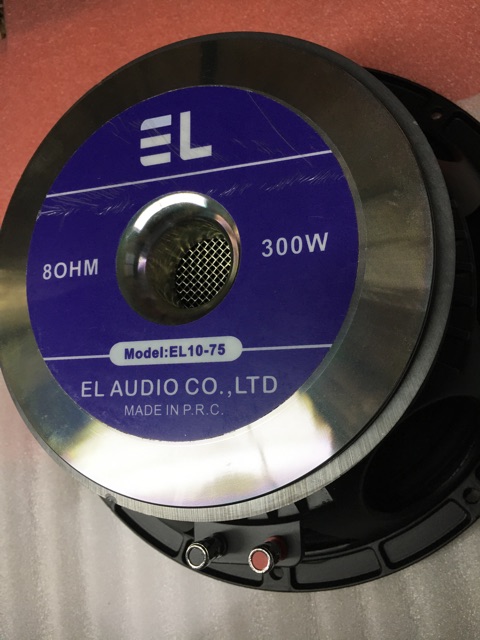 EL
8OHM
300W
Model:EL10-75
EL AUDIO CO.,LTD
MADE IN P.R.C.